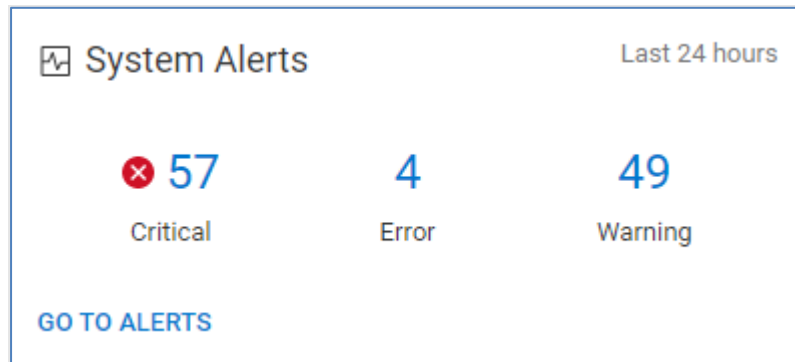 System Alerts
Last 24 hours
57
4
49
Critical
Error
Warning
GO TO ALERTS